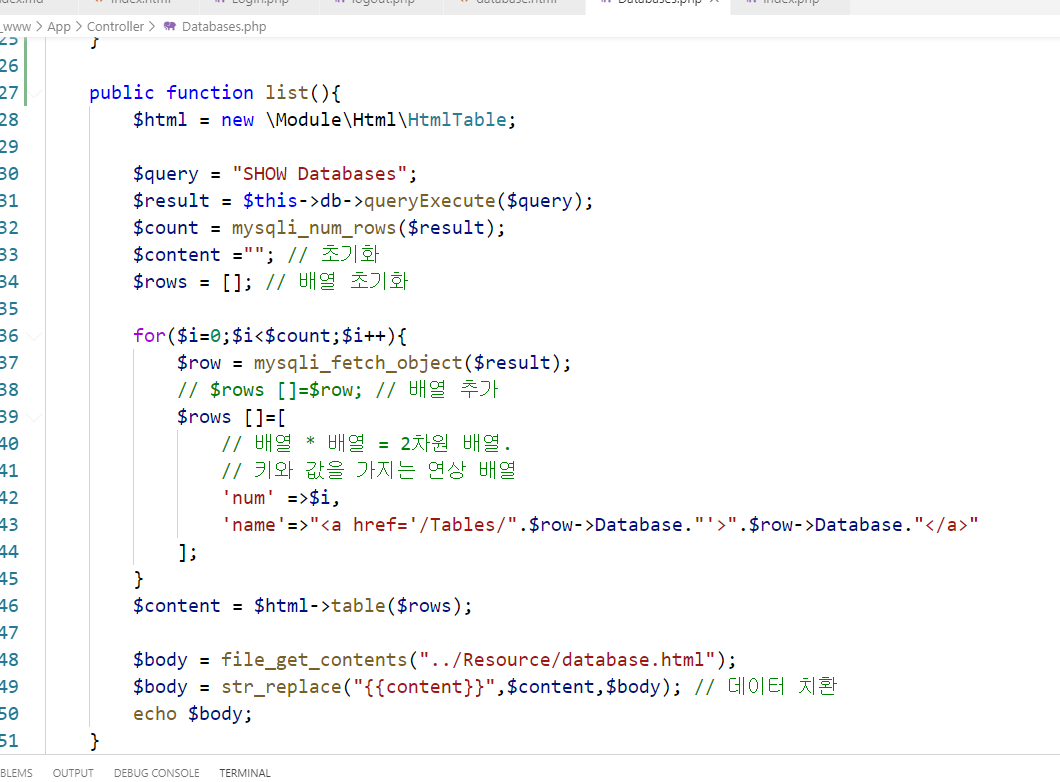 index.html
Login.php
logout.php
database.html
Databases.php
index.php
_www > App > Controller > Databases.php
25 }
26
27 public function list(){
28 $html = new \Module\Html\HtmlTable;
29
30 $query = "SHOW Databases";
31 $result = $this->db->queryExecute($query);
32 $count = mysqli_num_rows($result);
33 $content =""; // 초기화
34 $rows = []; // 배열 초기화
35
36 for($i=0;$i<$count;$i++){
37 $row = mysqli_fetch_object($result);
38 // $rows []=$row; // 배열 추가
39 $rows []=[
40 // 배열 * 배열 = 2차원 배열.
41 // 키와 값을 가지는 연상 배열
42 'num' =>$i,
43 'name'=>"<a href='/Tables/".$row->Database."'>".$row->Database."</a>"
44 ];
45 }
46 $content = $html->table($rows);
47
48 $body = file_get_contents("../Resource/database.html");
49 $body = str_replace("{{content}}",$content,$body); // 데이터 치환
50 echo $body;
51 }
BLEMS OUTPUT DEBUG CONSOLE TERMINAL